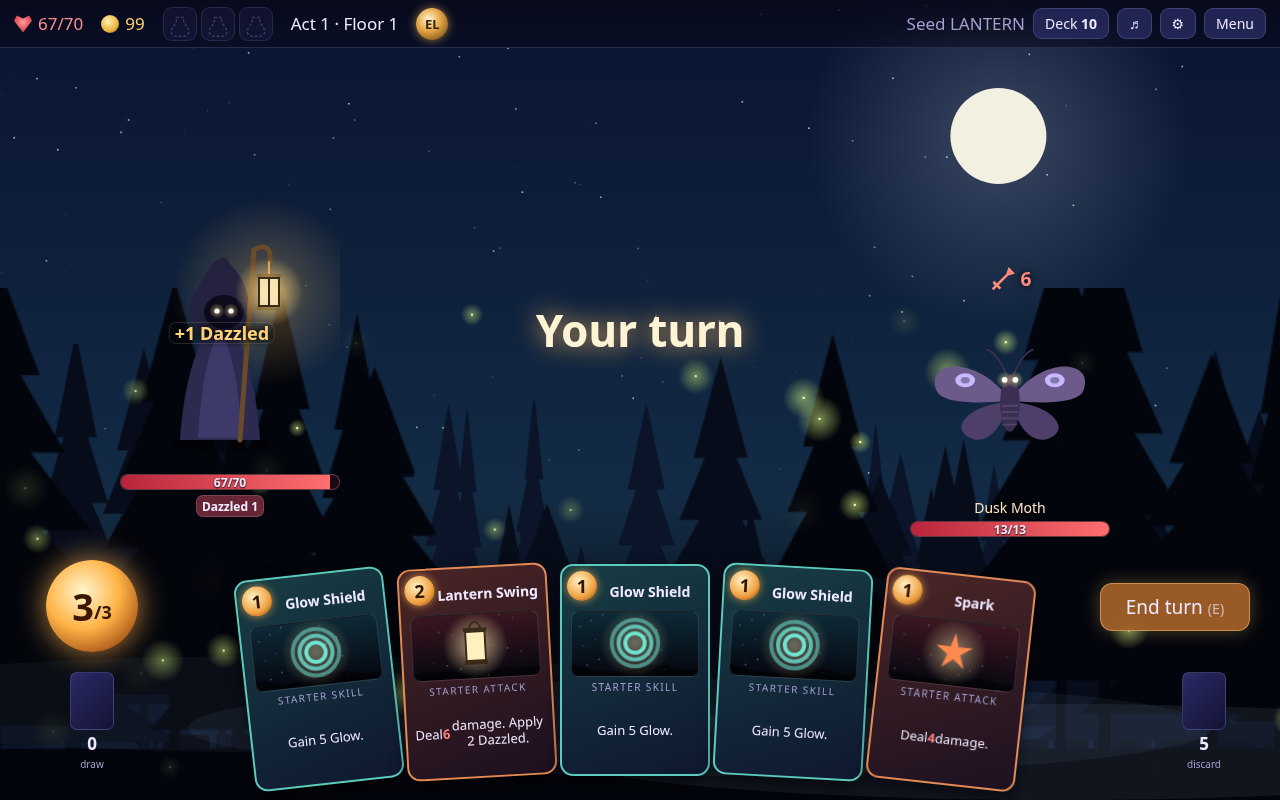 67/70
99
Act 1 · Floor 1
EL
Seed LANTERN
Deck 10
♬
⚙
Menu
6
+1 Dazzled
Your turn
67/70
Dazzled 1
Dusk Moth
13/13
3/3
1 Glow Shield
STARTER SKILL
Gain 5 Glow.
2 Lantern Swing
STARTER ATTACK
Deal 6 damage. Apply
2 Dazzled.
1 Glow Shield
STARTER SKILL
Gain 5 Glow.
1 Glow Shield
STARTER SKILL
Gain 5 Glow.
1 Spark
STARTER ATTACK
Deal 4 damage.
End turn (E)
0
draw
5
discard